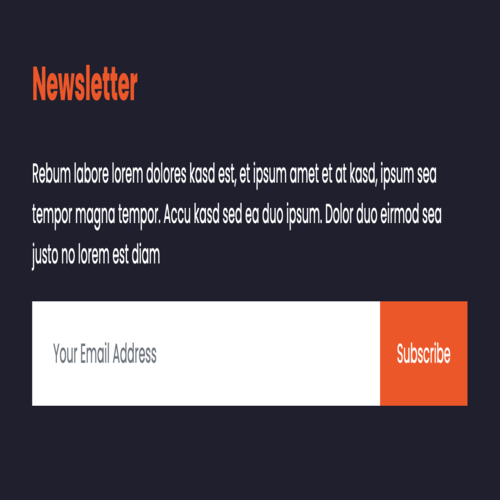 Newsletter
Rebum labore lorem dolores kasd est, et ipsum amet et at kasd, ipsum sea
tempor magna tempor. Accu kasd sed ea duo ipsum. Dolor duo eirmod sea
justo no lorem est diam
Your Email Address
Subscribe